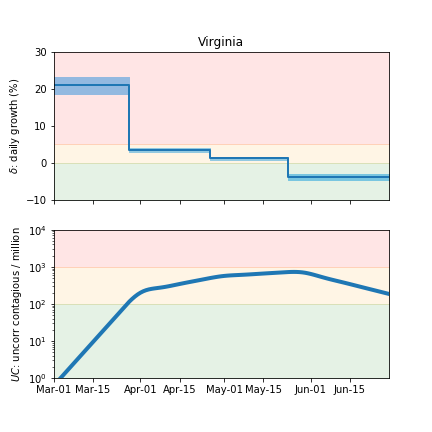 Virginia
30
20
10
0
−10
δ: daily growth (%)
10⁴
10³
10²
10¹
10⁰
UC: uncorr contagious / million
Mar-01 Mar-15 Apr-01 Apr-15 May-01 May-15 Jun-01 Jun-15